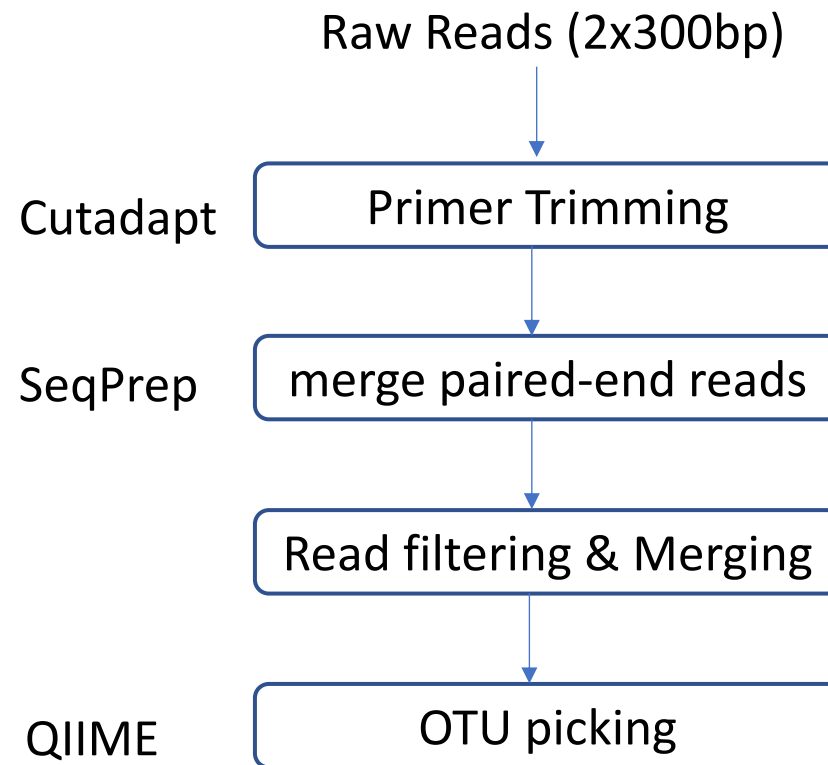 Raw Reads (2x300bp)
Cutadapt
Primer Trimming
SeqPrep
merge paired-end reads
Read filtering & Merging
QIIME
OTU picking